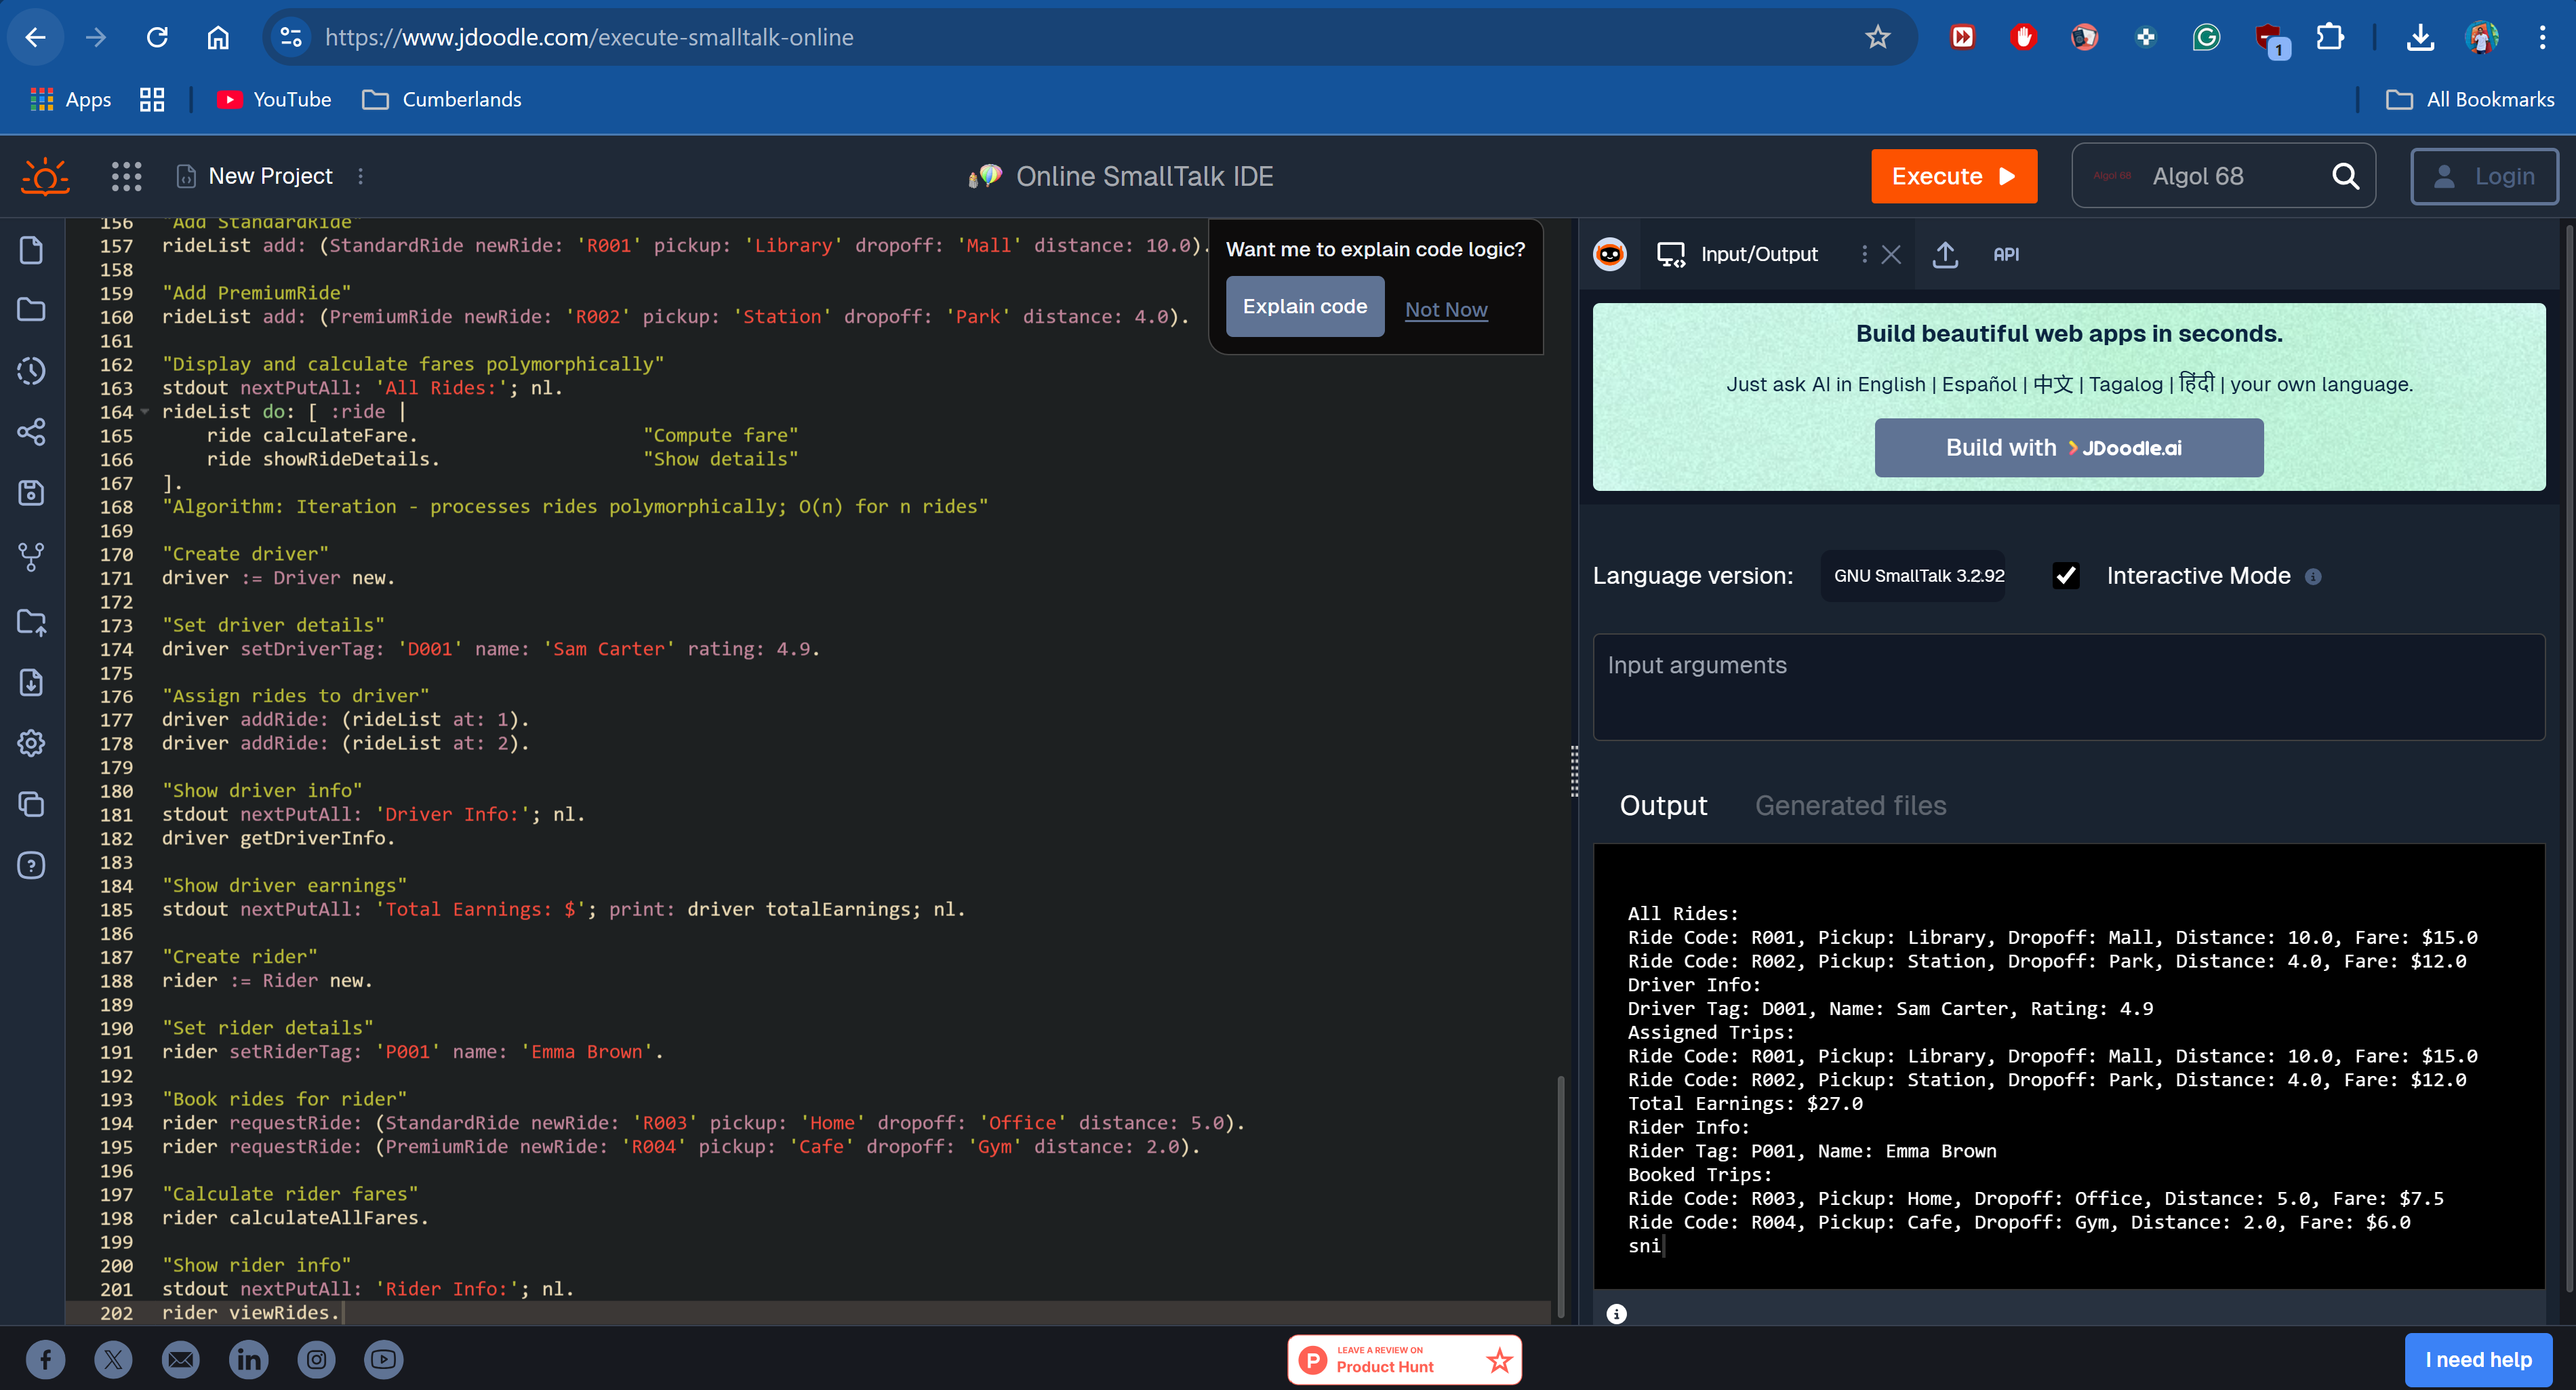 https://www.jdoodle.com/execute-smalltalk-online
1
Apps
YouTube
Cumberlands
All Bookmarks
New Project
Online SmallTalk IDE
Execute
Algol 68
Algol 68
Login
156 "Add StandardRide"
157 rideList add: (StandardRide newRide: 'R001' pickup: 'Library' dropoff: 'Mall' distance: 10.0).
158
159 "Add PremiumRide"
160 rideList add: (PremiumRide newRide: 'R002' pickup: 'Station' dropoff: 'Park' distance: 4.0).
161
162 "Display and calculate fares polymorphically"
163 stdout nextPutAll: 'All Rides:'; nl.
164 rideList do: [ :ride |
165 ride calculateFare. "Compute fare"
166 ride showRideDetails. "Show details"
167 ].
168 "Algorithm: Iteration - processes rides polymorphically; O(n) for n rides"
169
170 "Create driver"
171 driver := Driver new.
172
173 "Set driver details"
174 driver setDriverTag: 'D001' name: 'Sam Carter' rating: 4.9.
175
176 "Assign rides to driver"
177 driver addRide: (rideList at: 1).
178 driver addRide: (rideList at: 2).
179
180 "Show driver info"
181 stdout nextPutAll: 'Driver Info:'; nl.
182 driver getDriverInfo.
183
184 "Show driver earnings"
185 stdout nextPutAll: 'Total Earnings: $'; print: driver totalEarnings; nl.
186
187 "Create rider"
188 rider := Rider new.
189
190 "Set rider details"
191 rider setRiderTag: 'P001' name: 'Emma Brown'.
192
193 "Book rides for rider"
194 rider requestRide: (StandardRide newRide: 'R003' pickup: 'Home' dropoff: 'Office' distance: 5.0).
195 rider requestRide: (PremiumRide newRide: 'R004' pickup: 'Cafe' dropoff: 'Gym' distance: 2.0).
196
197 "Calculate rider fares"
198 rider calculateAllFares.
199
200 "Show rider info"
201 stdout nextPutAll: 'Rider Info:'; nl.
202 rider viewRides.
Want me to explain code logic?
Explain code
Not Now
Input/Output
API
Build beautiful web apps in seconds.
Just ask AI in English | Español | 中文 | Tagalog | हिंदी | your own language.
Build with JDoodle.ai
Language version:
GNU SmallTalk 3.2.92
Interactive Mode
Input arguments
Output
Generated files
All Rides:
Ride Code: R001, Pickup: Library, Dropoff: Mall, Distance: 10.0, Fare: $15.0
Ride Code: R002, Pickup: Station, Dropoff: Park, Distance: 4.0, Fare: $12.0
Driver Info:
Driver Tag: D001, Name: Sam Carter, Rating: 4.9
Assigned Trips:
Ride Code: R001, Pickup: Library, Dropoff: Mall, Distance: 10.0, Fare: $15.0
Ride Code: R002, Pickup: Station, Dropoff: Park, Distance: 4.0, Fare: $12.0
Total Earnings: $27.0
Rider Info:
Rider Tag: P001, Name: Emma Brown
Booked Trips:
Ride Code: R003, Pickup: Home, Dropoff: Office, Distance: 5.0, Fare: $7.5
Ride Code: R004, Pickup: Cafe, Dropoff: Gym, Distance: 2.0, Fare: $6.0
sni
LEAVE A REVIEW ON
Product Hunt
I need help